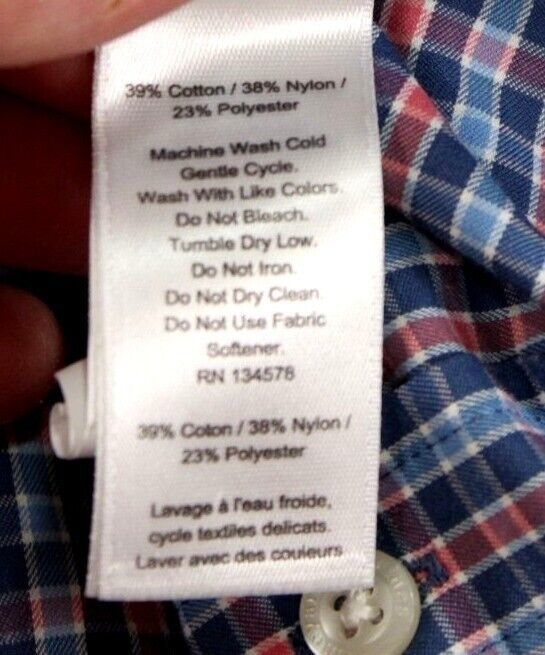 39% Cotton / 38% Nylon /
23% Polyester
Machine Wash Cold
Gentle Cycle.
Wash With Like Colors.
Do Not Bleach.
Tumble Dry Low.
Do Not Iron.
Do Not Dry Clean.
Do Not Use Fabric
Softener.
RN 134578
39% Coton / 38% Nylon /
23% Polyester
Lavage à l'eau froide,
cycle textiles delicats.
Laver avec des couleurs